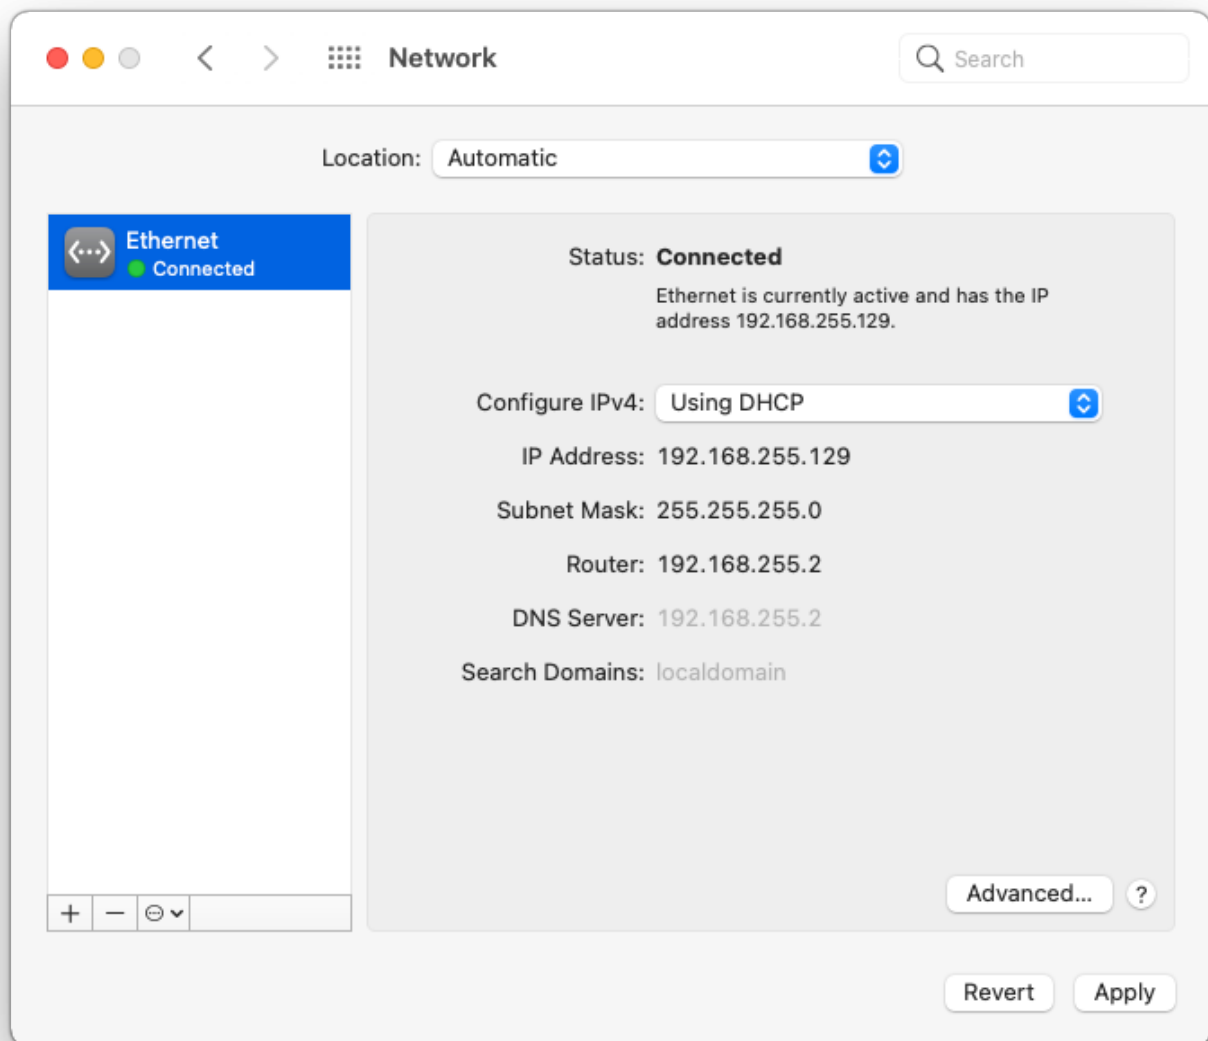 Network
Search
Location: Automatic
Ethernet
Connected
Status: Connected
Ethernet is currently active and has the IP
address 192.168.255.129.
Configure IPv4: Using DHCP
IP Address: 192.168.255.129
Subnet Mask: 255.255.255.0
Router: 192.168.255.2
DNS Server: 192.168.255.2
Search Domains: localdomain
Advanced... ?
Revert Apply